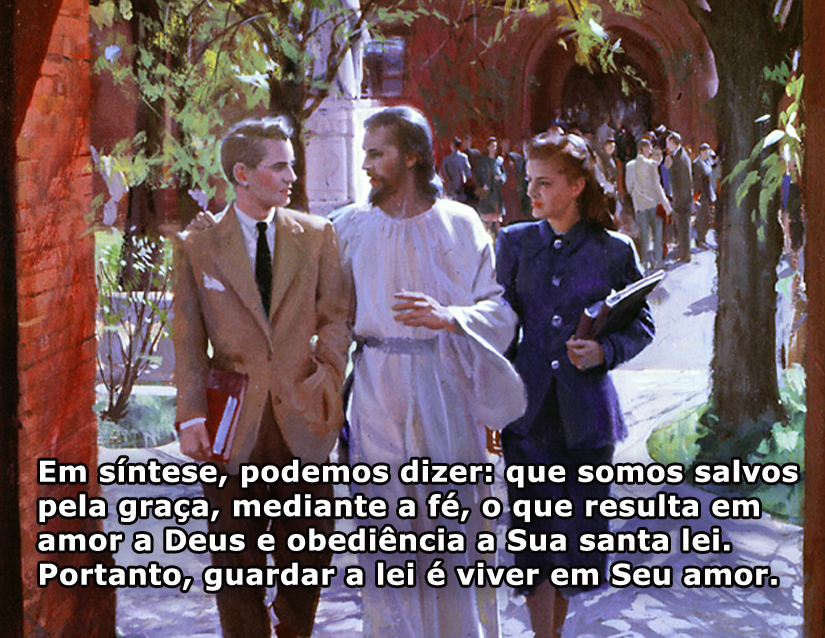 Em síntese, podemos dizer: que somos salvos
pela graça, mediante a fé, o que resulta em
amor a Deus e obediência a Sua santa lei.
Portanto, guardar a lei é viver em Seu amor.